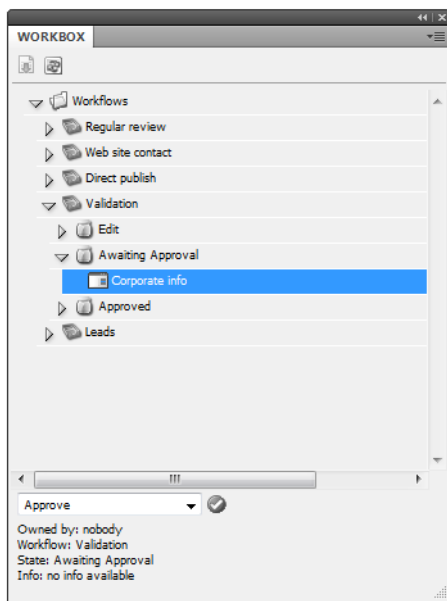 WORKBOX
Workflows
Regular review
Web site contact
Direct publish
Validation
Edit
Awaiting Approval
Corporate info
Approved
Leads
Approve
Owned by: nobody
Workflow: Validation
State: Awaiting Approval
Info: no info available